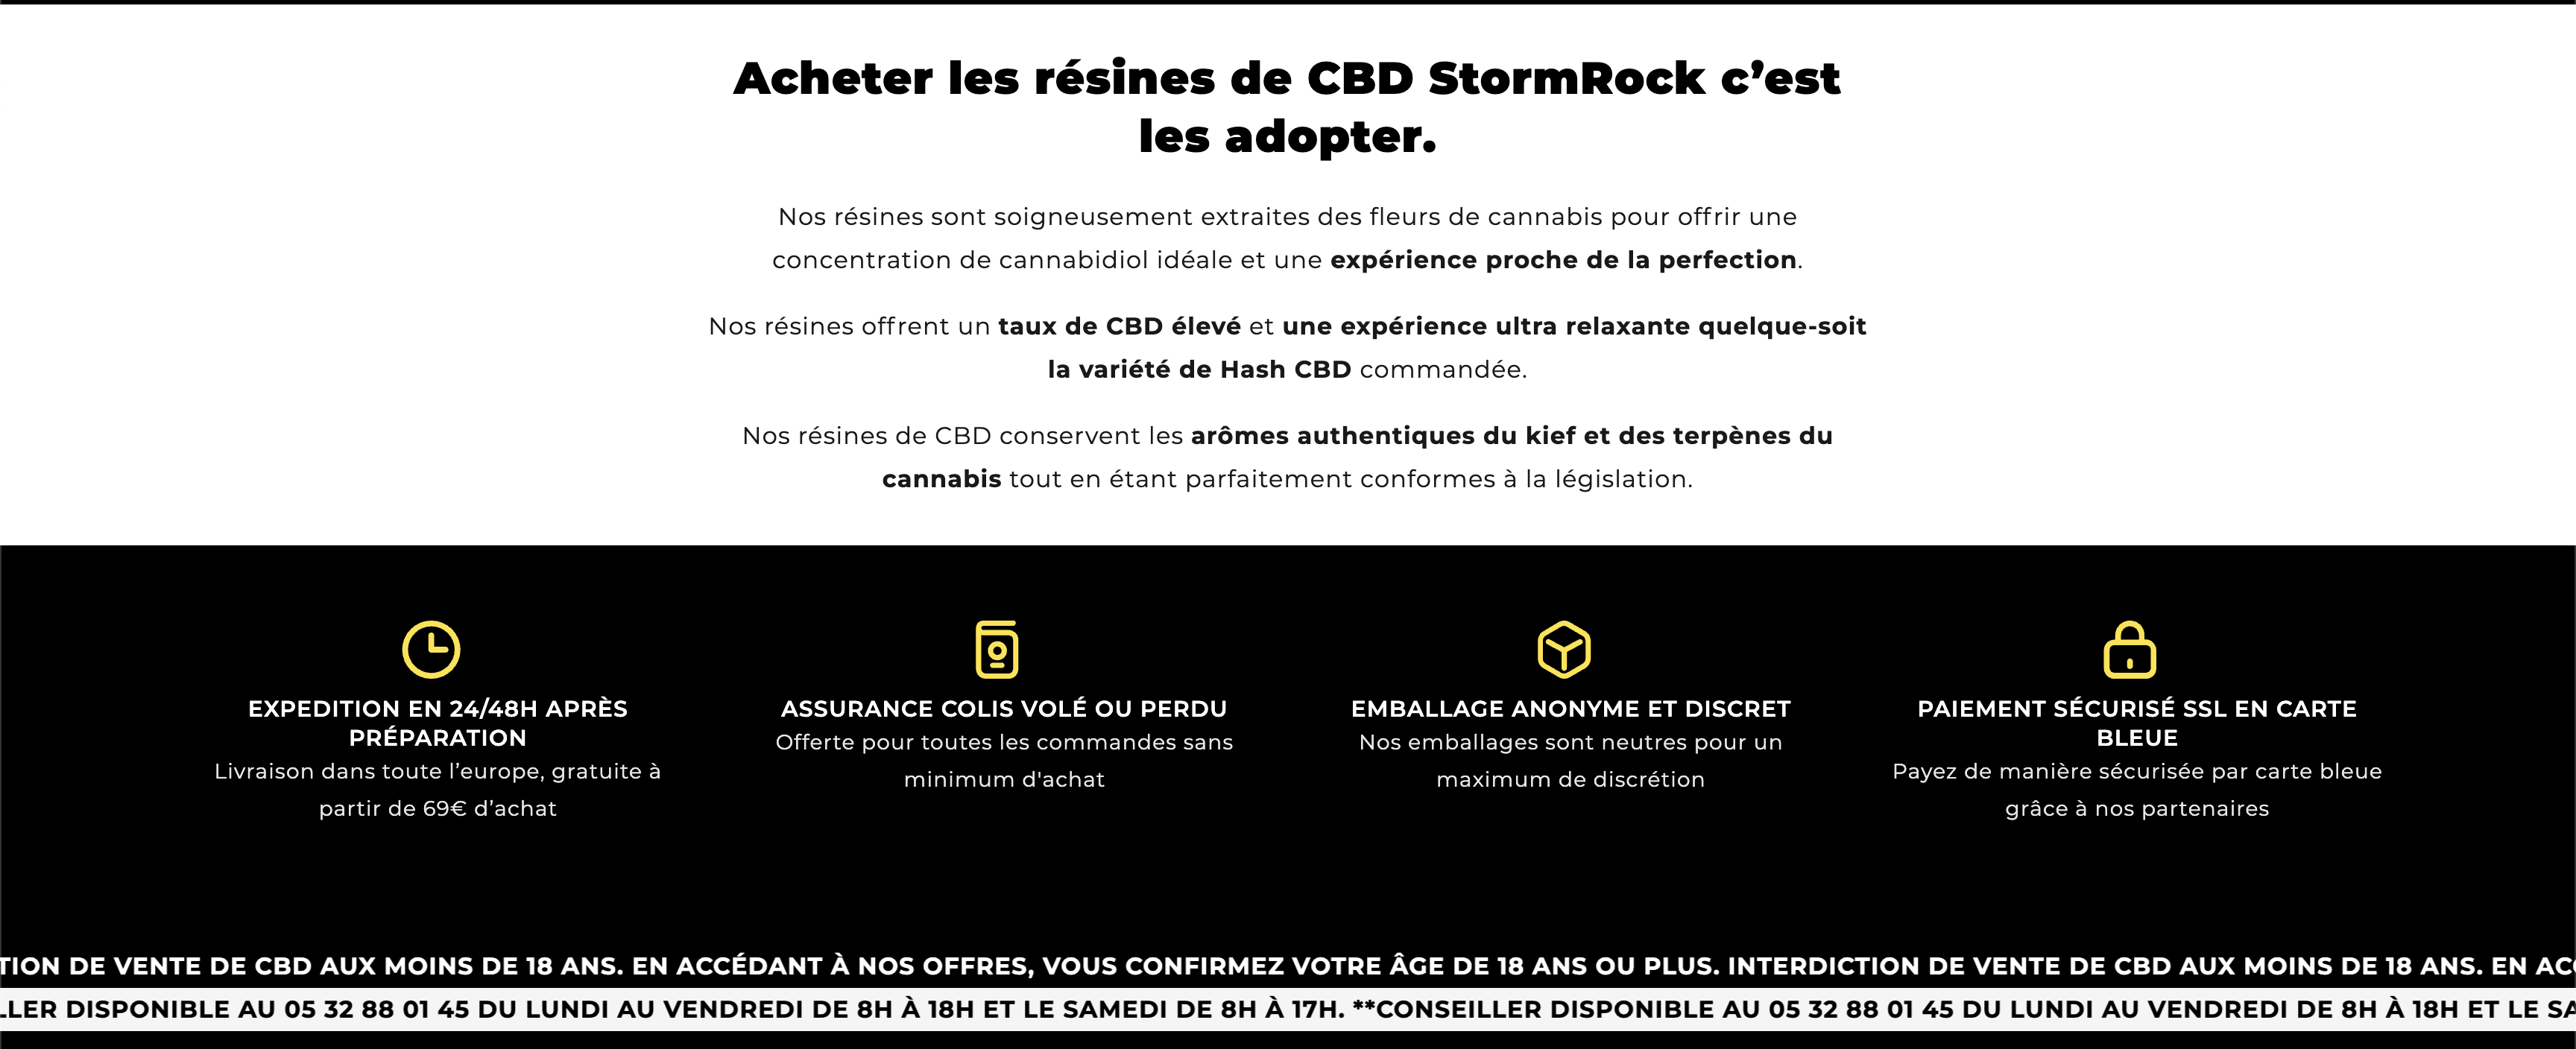 Acheter les résines de CBD StormRock c’est
les adopter.
Nos résines sont soigneusement extraites des fleurs de cannabis pour offrir une
concentration de cannabidiol idéale et une expérience proche de la perfection.
Nos résines offrent un taux de CBD élevé et une expérience ultra relaxante quelque-soit
la variété de Hash CBD commandée.
Nos résines de CBD conservent les arômes authentiques du kief et des terpènes du
cannabis tout en étant parfaitement conformes à la législation.
EXPEDITION EN 24/48H APRÈS
PRÉPARATION
Livraison dans toute l’europe, gratuite à
partir de 69€ d’achat
ASSURANCE COLIS VOLÉ OU PERDU
Offerte pour toutes les commandes sans
minimum d'achat
EMBALLAGE ANONYME ET DISCRET
Nos emballages sont neutres pour un
maximum de discrétion
PAIEMENT SÉCURISÉ SSL EN CARTE
BLEUE
Payez de manière sécurisée par carte bleue
grâce à nos partenaires
TION DE VENTE DE CBD AUX MOINS DE 18 ANS. EN ACCÉDANT À NOS OFFRES, VOUS CONFIRMEZ VOTRE ÂGE DE 18 ANS OU PLUS. INTERDICTION DE VENTE DE CBD AUX MOINS DE 18 ANS. EN AC
LLER DISPONIBLE AU 05 32 88 01 45 DU LUNDI AU VENDREDI DE 8H À 18H ET LE SAMEDI DE 8H À 17H. **CONSEILLER DISPONIBLE AU 05 32 88 01 45 DU LUNDI AU VENDREDI DE 8H À 18H ET LE SA